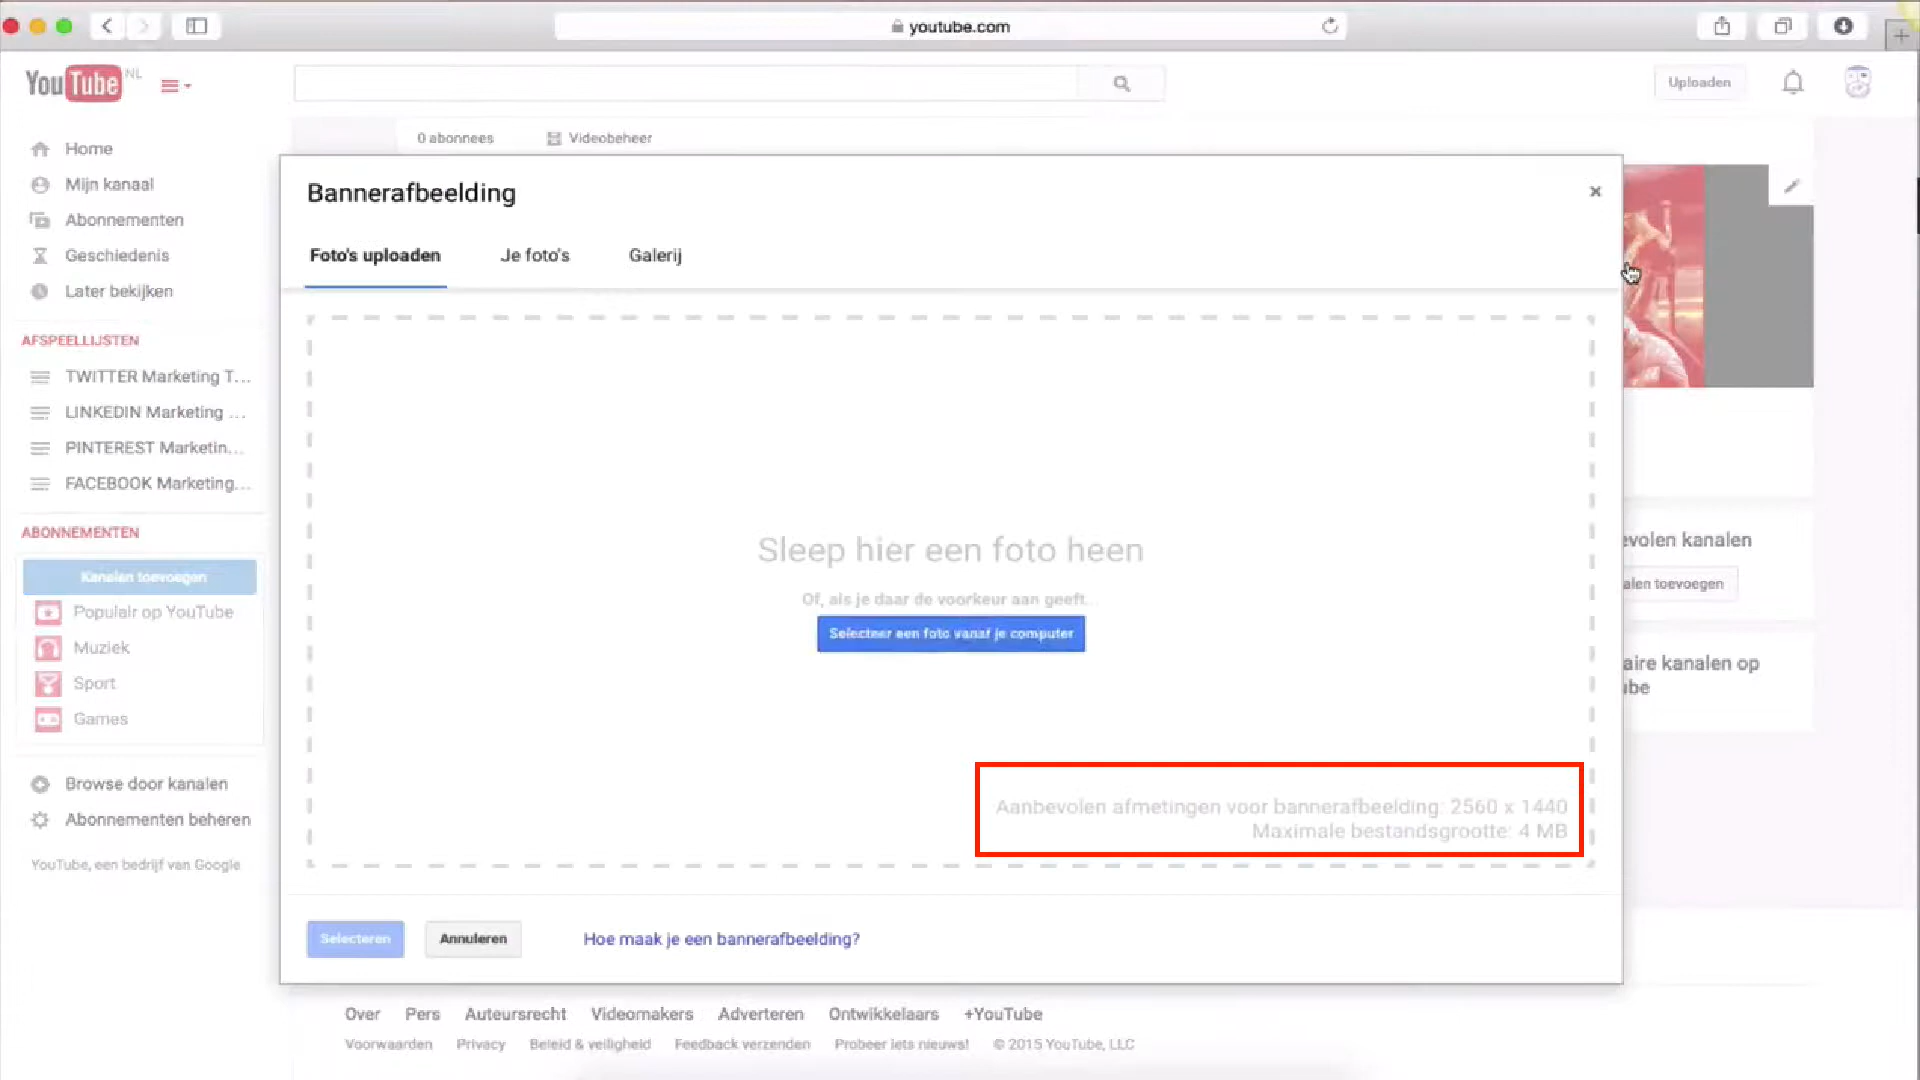 youtube.com
YouTube NL
Uploaden
Home
Mijn kanaal
Abonnementen
Geschiedenis
Later bekijken
AFSPEELLIJSTEN
TWITTER Marketing T...
LINKEDIN Marketing ...
PINTEREST Marketin...
FACEBOOK Marketing...
ABONNEMENTEN
Kanalen toevoegen
Populair op YouTube
Muziek
Sport
Games
Browse door kanalen
Abonnementen beheren
YouTube, een bedrijf van Google
0 abonnees Videobeheer
Bannerafbeelding
×
Foto's uploaden Je foto's Galerij
Sleep hier een foto heen
Of, als je daar de voorkeur aan geeft...
Selecteer een foto vanaf je computer
Aanbevolen afmetingen voor bannerafbeelding: 2560 x 1440
Maximale bestandsgrootte: 4 MB
Selecteren Annuleren Hoe maak je een bannerafbeelding?
evolen kanalen
alen toevoegen
aire kanalen op
ube
Over Pers Auteursrecht Videomakers Adverteren Ontwikkelaars +YouTube
Voorwaarden Privacy Beleid & veiligheid Feedback verzenden Probeer iets nieuws! © 2015 YouTube, LLC